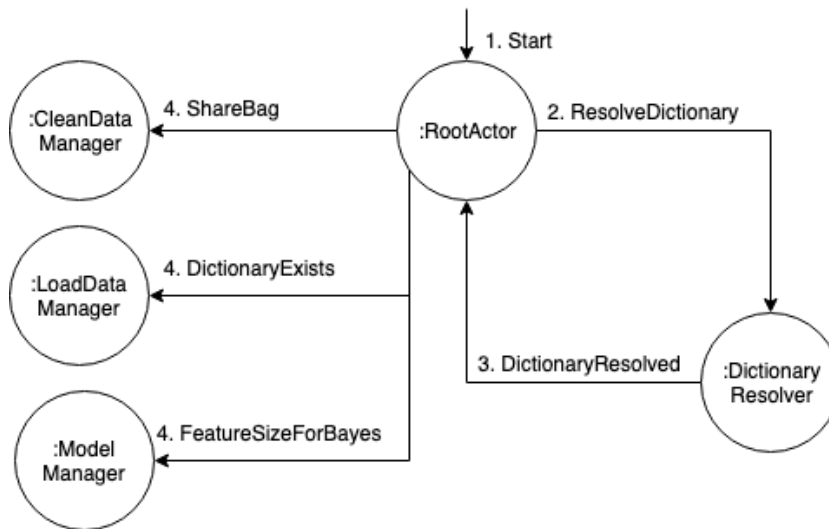 1. Start
:CleanData
Manager
4. ShareBag
:RootActor
2. ResolveDictionary
:LoadData
Manager
4. DictionaryExists
3. DictionaryResolved
:Dictionary
Resolver
:Model
Manager
4. FeatureSizeForBayes